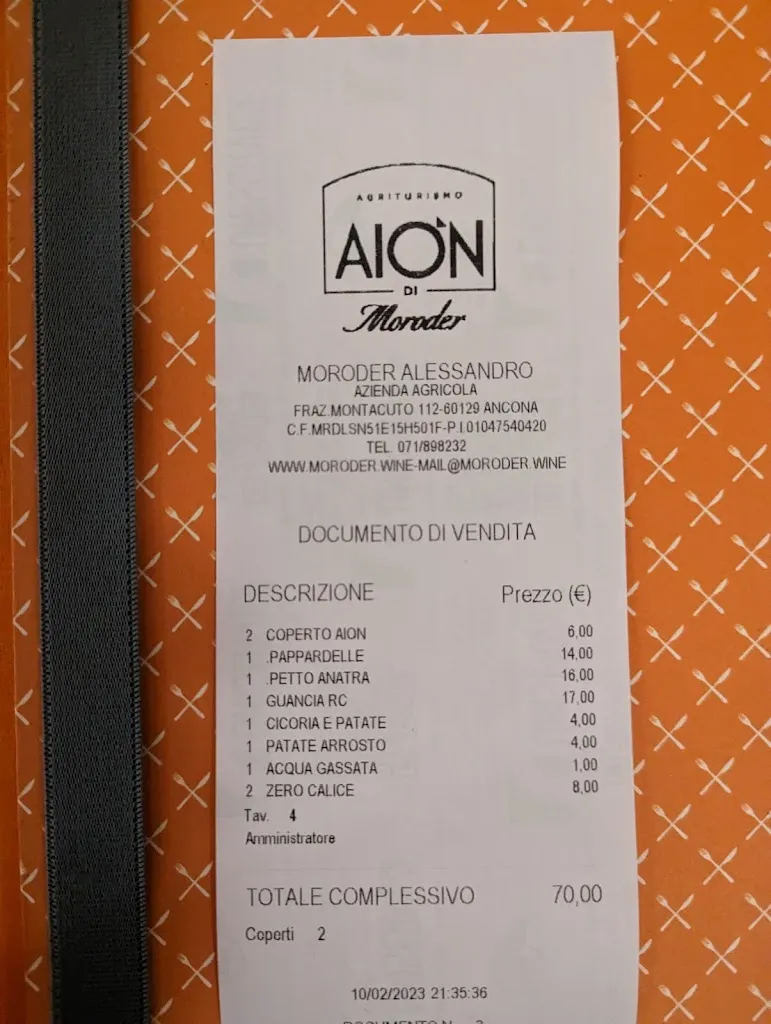 AGRITURISMO
AIÒN
DI
Moroder
MORODER ALESSANDRO
AZIENDA AGRICOLA
FRAZ.MONTACUTO 112-60129 ANCONA
C.F.MRDLSN51E15H501F-P.I.01047540420
TEL. 071/898232
WWW.MORODER.WINE-MAIL@MORODER.WINE
DOCUMENTO DI VENDITA
DESCRIZIONE Prezzo (€)
2 COPERTO AION 6,00
1 .PAPPARDELLE 14,00
1 .PETTO ANATRA 16,00
1 GUANCIA RC 17,00
1 CICORIA E PATATE 4,00
1 PATATE ARROSTO 4,00
1 ACQUA GASSATA 1,00
2 ZERO CALICE 8,00
Tav. 4
Amministratore
TOTALE COMPLESSIVO 70,00
Coperti 2
10/02/2023 21:35:36